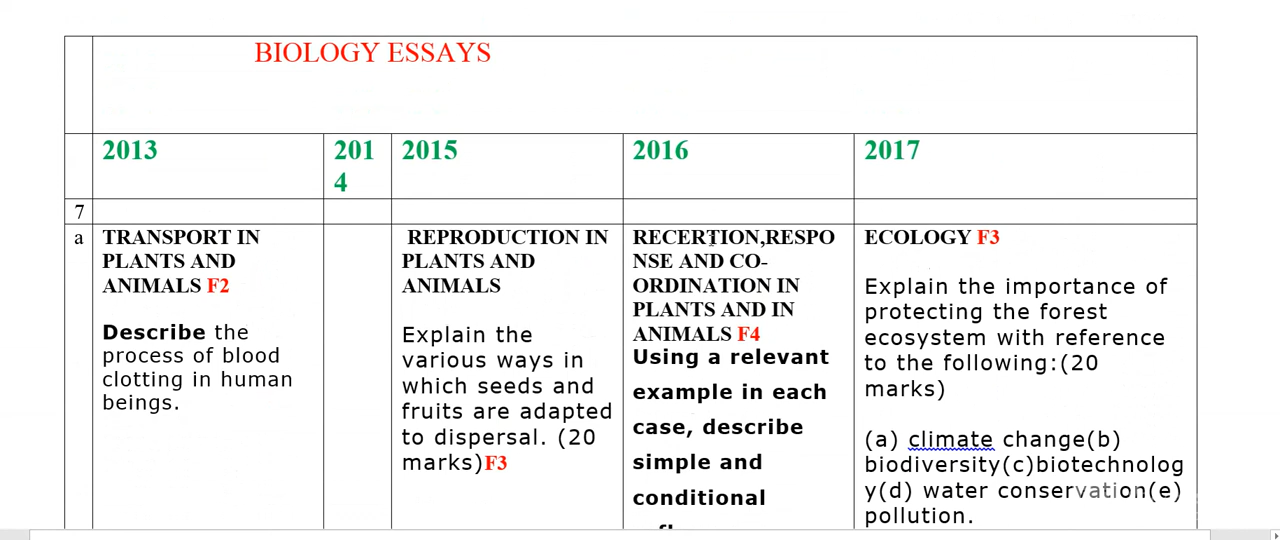 BIOLOGY ESSAYS
2013
201
4
2015
2016
2017
7
a
TRANSPORT IN
PLANTS AND
ANIMALS F2
Describe the
process of blood
clotting in human
beings.
REPRODUCTION IN
PLANTS AND
ANIMALS
Explain the
various ways in
which seeds and
fruits are adapted
to dispersal. (20
marks)F3
RECERTION,RESPO
NSE AND CO-
ORDINATION IN
PLANTS AND IN
ANIMALS F4
Using a relevant
example in each
case, describe
simple and
conditional
ECOLOGY F3
Explain the importance of
protecting the forest
ecosystem with reference
to the following:(20
marks)
(a) climate change(b)
biodiversity(c)biotechnolog
y(d) water conservation(e)
pollution.